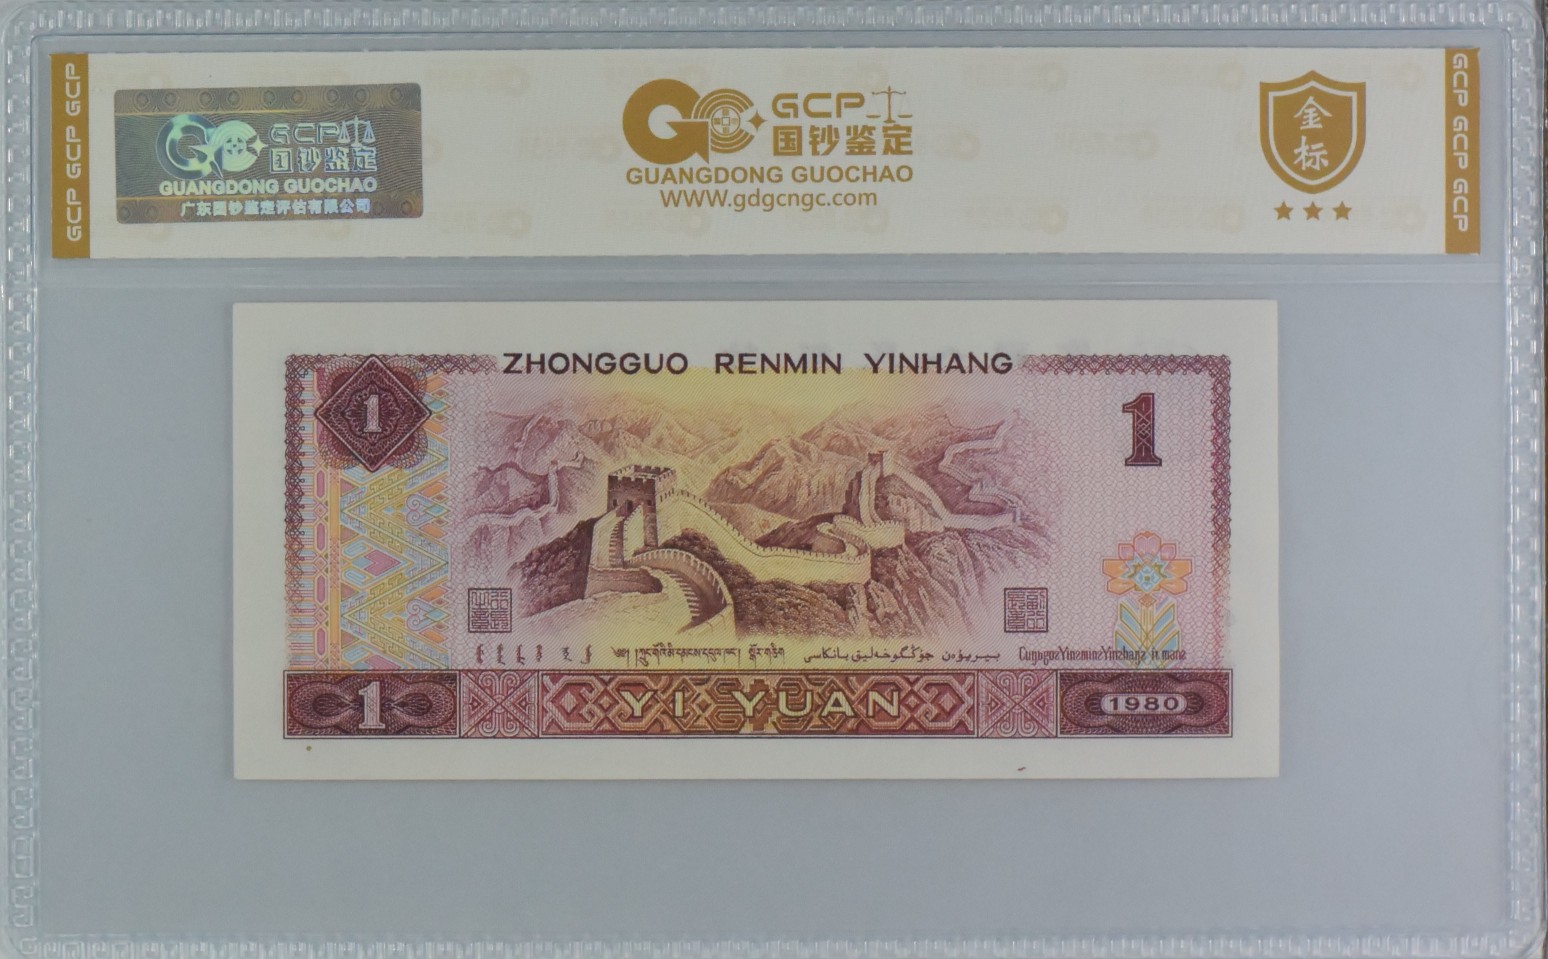 GCP GCP GCP
GCP 国钞鉴定
GUANGDONG GUOCHAO
广东国钞鉴定评估有限公司
GCP
国钞鉴定
GUANGDONG GUOCHAO
WWW.gdgcngc.com
金标
GCP GCP GCP
ZHONGGUO RENMIN YINHANG
1
1
YI YUAN
1
1980